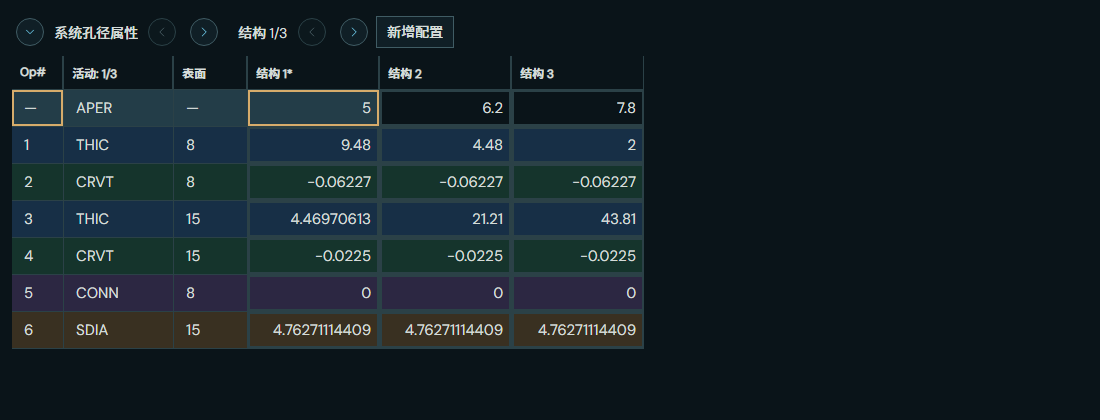 系统孔径属性 结构 1/3 新增配置
Op# 活动: 1/3 表面 结构 1* 结构 2 结构 3
— APER — 5 6.2 7.8
1 THIC 8 9.48 4.48 2
2 CRVT 8 -0.06227 -0.06227 -0.06227
3 THIC 15 4.46970613 21.21 43.81
4 CRVT 15 -0.0225 -0.0225 -0.0225
5 CONN 8 0 0 0
6 SDIA 15 4.76271114409 4.76271114409 4.76271114409